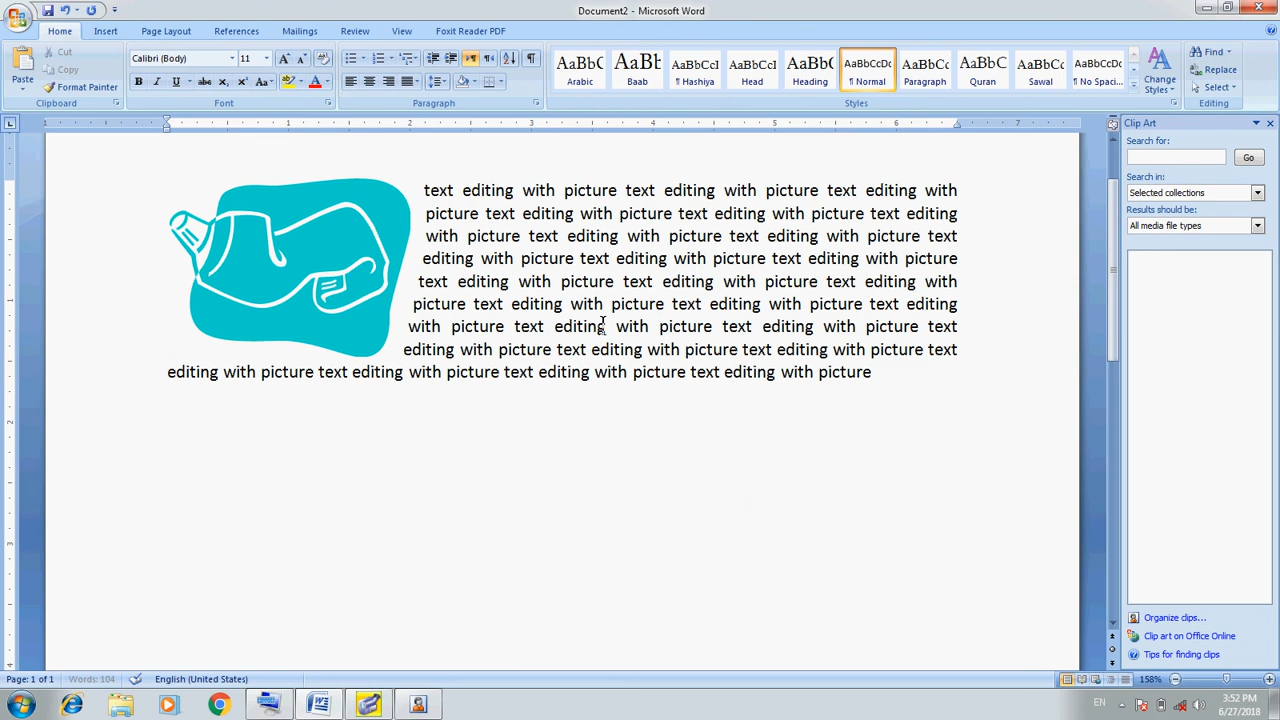 Document2 - Microsoft Word
Home Insert Page Layout References Mailings Review View Foxit Reader PDF
Paste
Cut
Copy
Format Painter
Clipboard
Calibri (Body) 11
Font
Paragraph
AaBbC AaBb( AaBbCcI AaBbCcI AaBb( AaBbCcDc AaBbCc AaBbC AaBbCcI AaBbCcDc
Arabic Baab ¶ Hashiya Head Heading ¶ Normal Paragraph Quran Sawal ¶ No Spaci...
Change Styles
Styles
Find
Replace
Select
Editing
1 1 2 3 4 5 6 7
text editing with picture text editing with picture text editing with
picture text editing with picture text editing with picture text editing
with picture text editing with picture text editing with picture text
editing with picture text editing with picture text editing with picture
text editing with picture text editing with picture text editing with
picture text editing with picture text editing with picture text editing
with picture text editing with picture text editing with picture text
editing with picture text editing with picture text editing with picture text
editing with picture text editing with picture text editing with picture text editing with picture
Clip Art
Search for:
Go
Search in:
Selected collections
Results should be:
All media file types
Organize clips...
Clip art on Office Online
Tips for finding clips
Page: 1 of 1 Words: 104 English (United States) 158%
EN 3:52 PM
6/27/2018